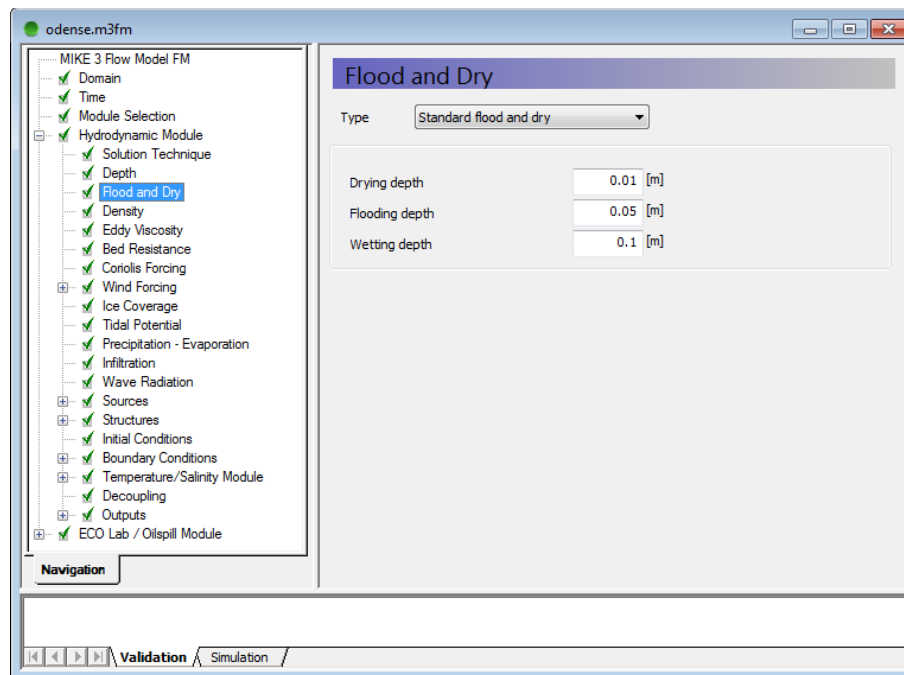 odense.m3fm
MIKE 3 Flow Model FM
Domain
Time
Module Selection
Hydrodynamic Module
Solution Technique
Depth
Flood and Dry
Density
Eddy Viscosity
Bed Resistance
Coriolis Forcing
Wind Forcing
Ice Coverage
Tidal Potential
Precipitation - Evaporation
Infiltration
Wave Radiation
Sources
Structures
Initial Conditions
Boundary Conditions
Temperature/Salinity Module
Decoupling
Outputs
ECO Lab / Oilspill Module
Navigation
Flood and Dry
Type Standard flood and dry
Drying depth 0.01 [m]
Flooding depth 0.05 [m]
Wetting depth 0.1 [m]
Validation Simulation